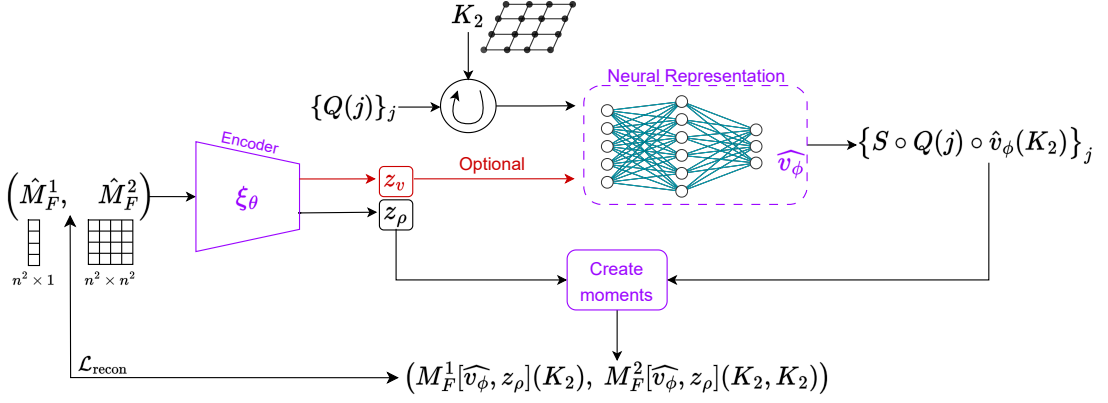 K₂
Neural Representation
{Q(j)}ⱼ
v̂_ϕ
{S ∘ Q(j) ∘ v̂_ϕ(K₂)}ⱼ
Encoder
ξ_θ
z_v
Optional
z_ρ
(M̂¹_F, M̂²_F)
n² × 1
n² × n²
Create
moments
ℒ_recon
(M¹_F[v̂_ϕ, z_ρ](K₂), M²_F[v̂_ϕ, z_ρ](K₂, K₂))